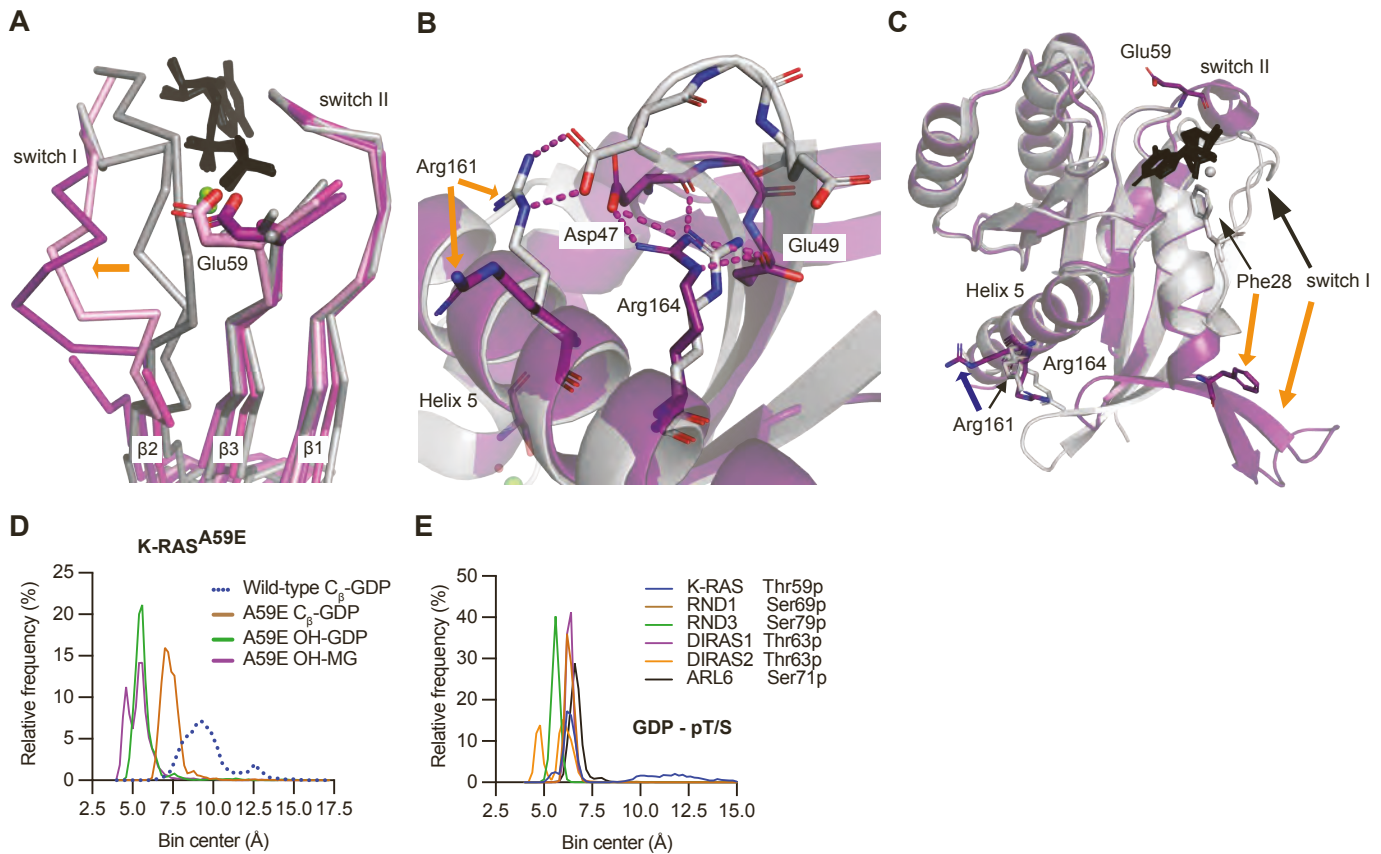 A
switch II
switch I
Glu59
β2
β3
β1
B
Arg161
Asp47
Glu49
Arg164
Helix 5
C
Glu59
switch II
Phe28
switch I
Helix 5
Arg164
Arg161
D
K-RAS^A59E
Relative frequency (%)
25
20
15
10
5
0
2.5 5.0 7.5 10.0 12.5 15.0 17.5
Bin center (Å)
Wild-type Cβ-GDP
A59E Cβ-GDP
A59E OH-GDP
A59E OH-MG
E
Relative frequency (%)
50
40
30
20
10
0
2.5 5.0 7.5 10.0 12.5 15.0
Bin center (Å)
K-RAS Thr59p
RND1 Ser69p
RND3 Ser79p
DIRAS1 Thr63p
DIRAS2 Thr63p
ARL6 Ser71p
GDP - pT/S